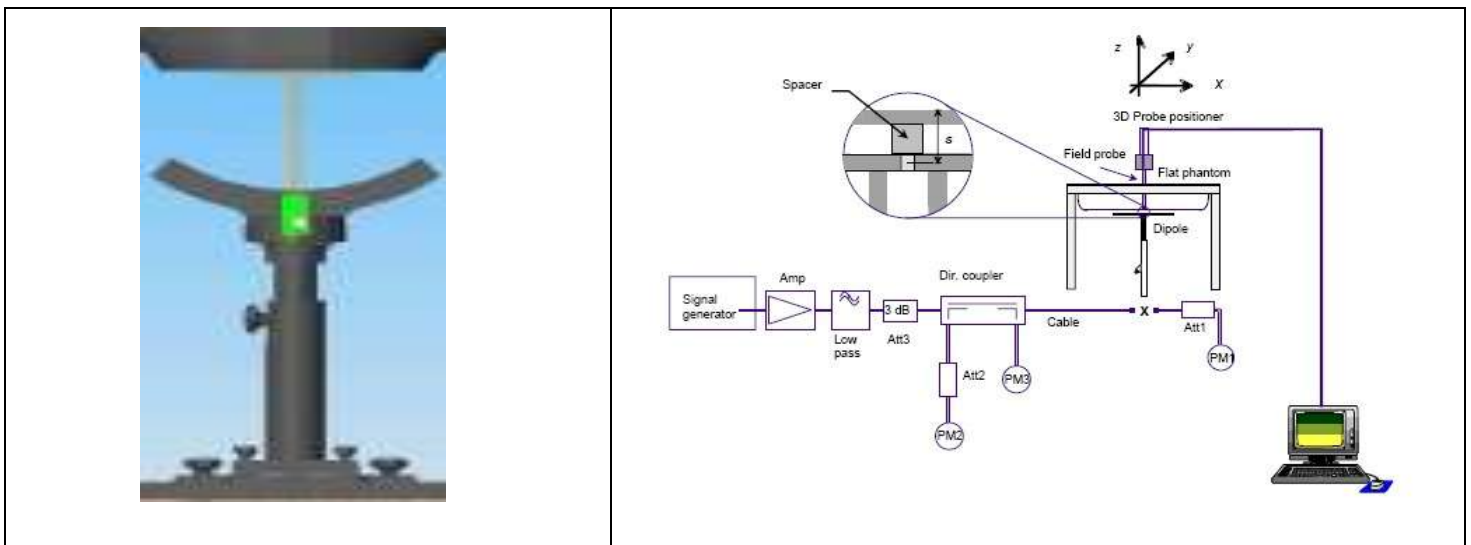 z
y
X
Spacer
3D Probe positioner
s
Field probe
Flat phantom
Dipole
Dir. coupler
Amp
Signal
generator
3 dB
Cable
X
Low
pass
Att3
Att1
PM1
Att2
PM3
PM2